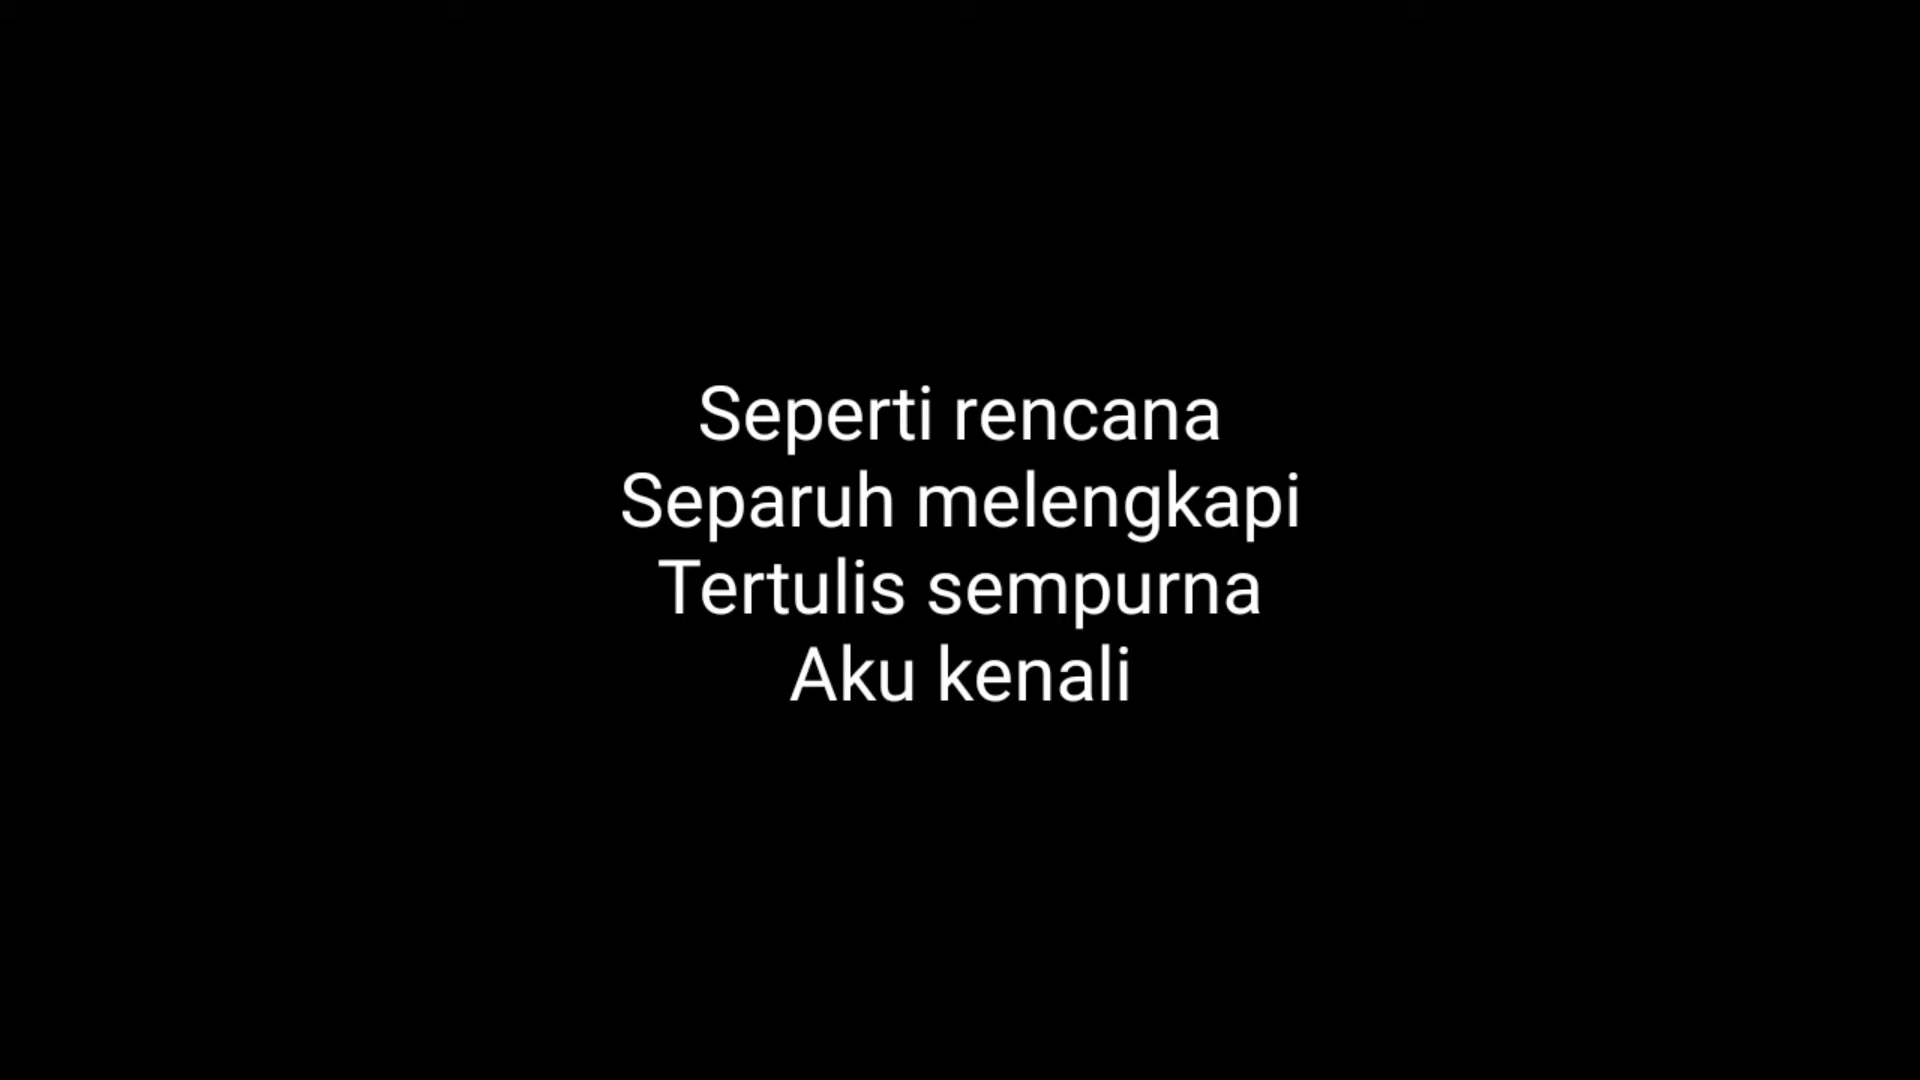 Seperti rencana
Separuh melengkapi
Tertulis sempurna
Aku kenali